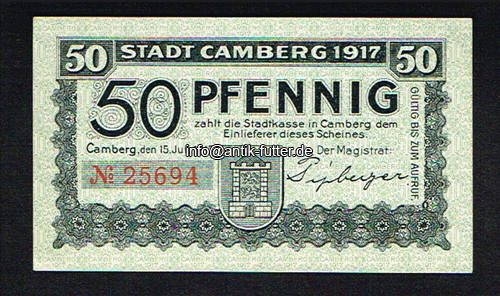 50 STADT CAMBERG 1917 50
50 PFENNIG
zahlt die Stadtkasse in Camberg dem
Einlieferer dieses Scheines.
Camberg, den 15. Der Magistrat:
info@antik-futter.de
№ 25694
GÜLTIG BIS ZUM AUFRUF.